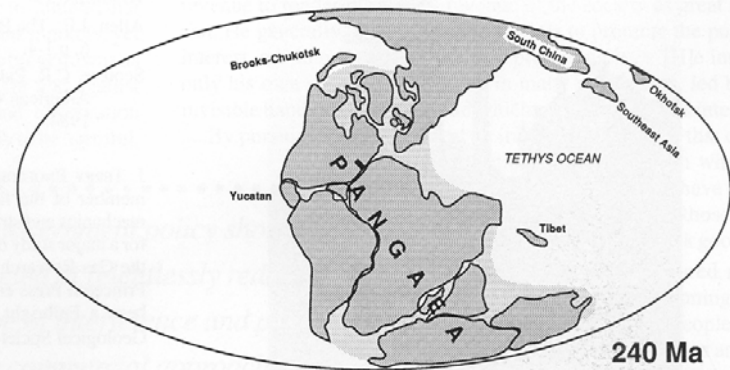 South China
Brooks-Chukotsk
Okhotsk
Southeast Asia
TETHYS OCEAN
PANGAEA
Yucatan
Tibet
240 Ma